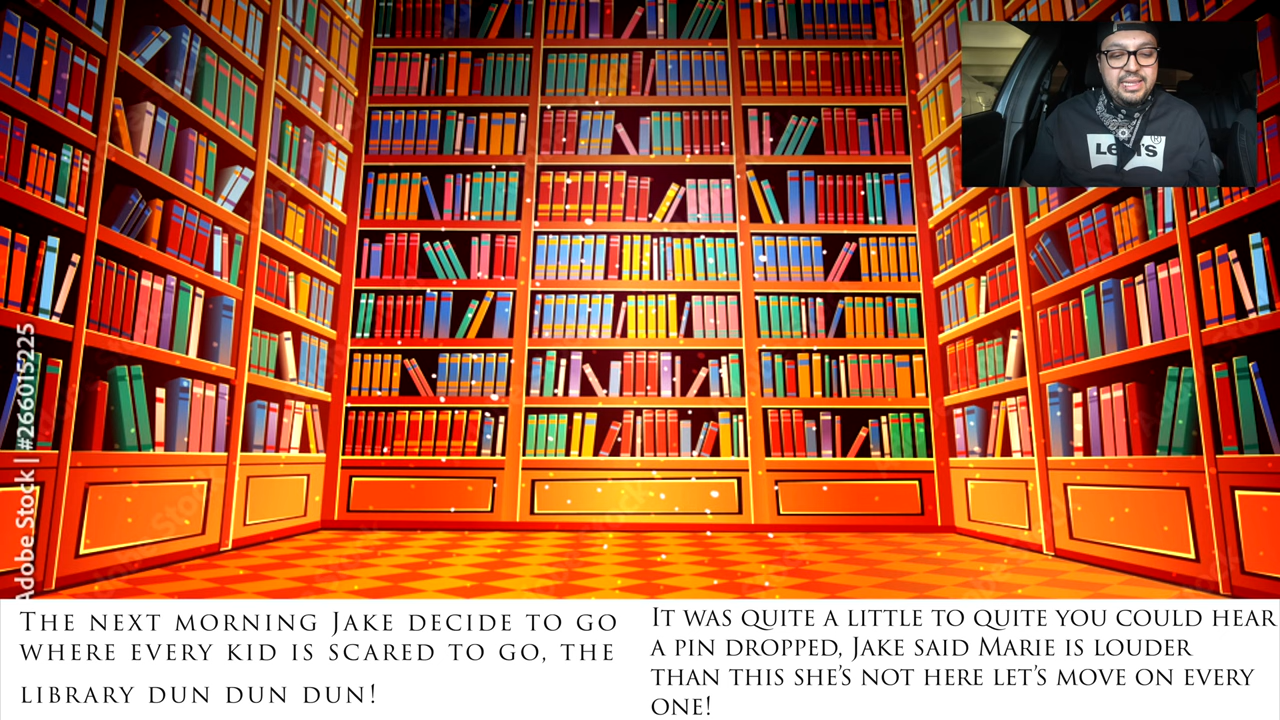 THE NEXT MORNING JAKE DECIDE TO GO
WHERE EVERY KID IS SCARED TO GO, THE
LIBRARY DUN DUN DUN!
IT WAS QUITE A LITTLE TO QUITE YOU COULD HEAR
A PIN DROPPED, JAKE SAID MARIE IS LOUDER
THAN THIS SHE'S NOT HERE LET'S MOVE ON EVERY
ONE!
Adobe Stock | #266015225
LEVI'S